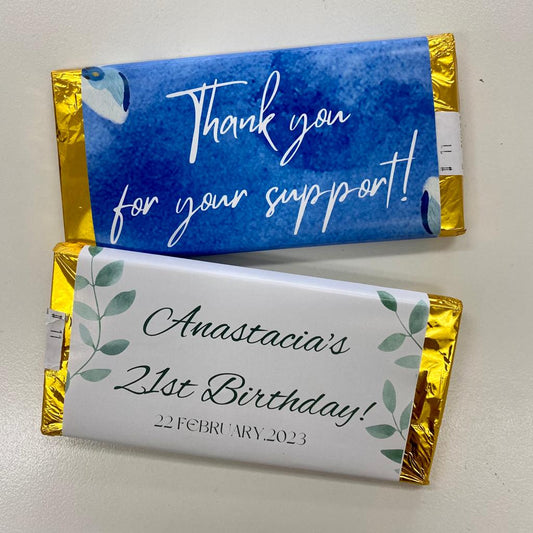 Thank you
for your support!
Anastacia's
21st Birthday!
22 FEBRUARY.2023